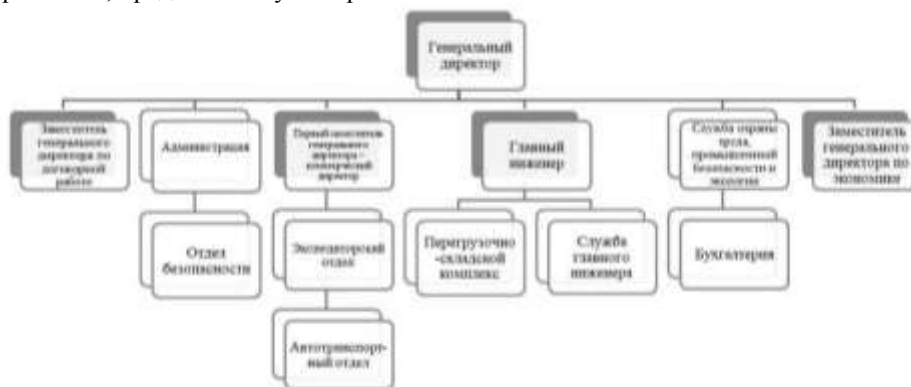 Генеральный
директор
Заместитель
генерального
директора по
договорной
работе
Администрация
Первый заместитель
генерального
директора –
коммерческий
директор
Главный
инженер
Служба охраны
труда,
промышленной
безопасности и
экологии
Заместитель
генерального
директора по
экономике
Отдел
безопасности
Экспедиторский
отдел
Перегрузочно
-складской
комплекс
Служба
главного
инженера
Бухгалтерия
Автотранспорт-
ный отдел